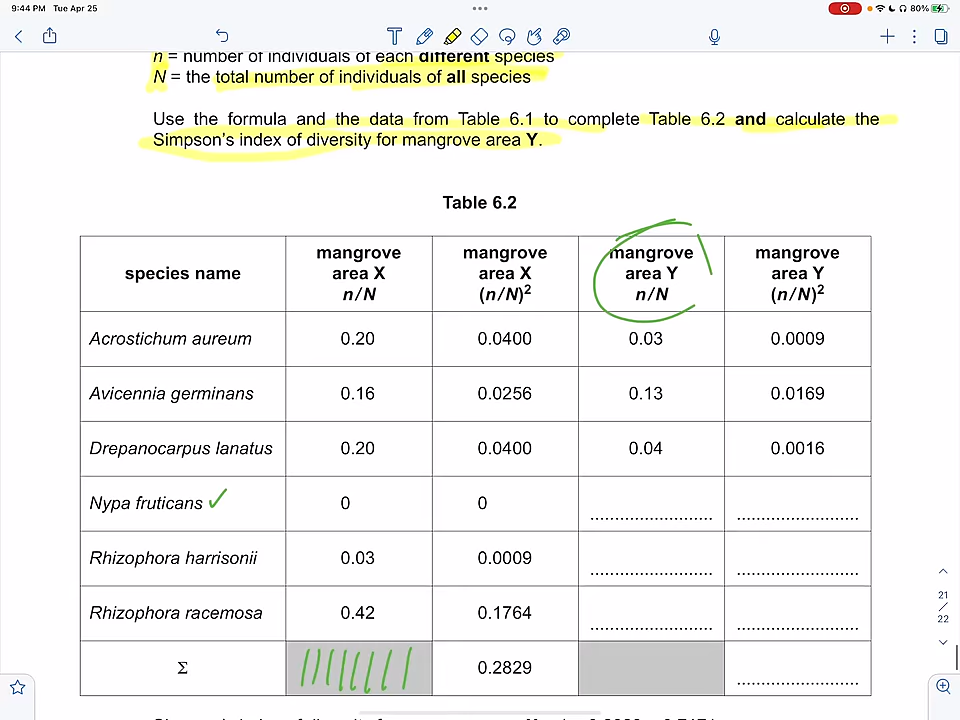 9:44 PM Tue Apr 25
80%
n = number of individuals of each different species
N = the total number of individuals of all species
Use the formula and the data from Table 6.1 to complete Table 6.2 and calculate the
Simpson's index of diversity for mangrove area Y.
Table 6.2
species name
mangrove area X n/N
mangrove area X (n/N)²
mangrove area Y n/N
mangrove area Y (n/N)²
Acrostichum aureum 0.20 0.0400 0.03 0.0009
Avicennia germinans 0.16 0.0256 0.13 0.0169
Drepanocarpus lanatus 0.20 0.0400 0.04 0.0016
Nypa fruticans ✓ 0 0 ......................... .........................
Rhizophora harrisonii 0.03 0.0009 ......................... .........................
Rhizophora racemosa 0.42 0.1764 ......................... .........................
Σ 0.2829 .........................
21
/
22